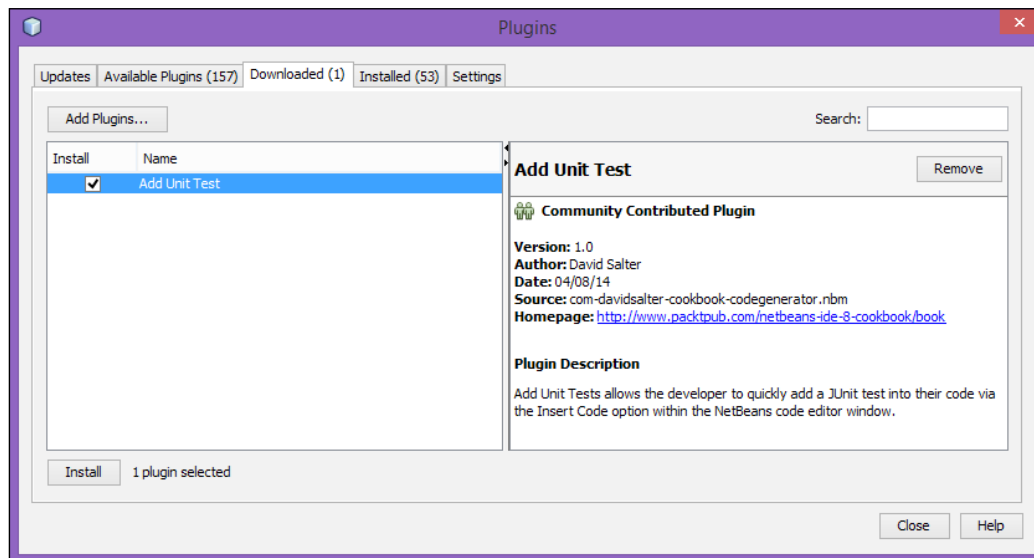 Plugins
Updates
Available Plugins (157)
Downloaded (1)
Installed (53)
Settings
Add Plugins...
Search:
Install Name
Add Unit Test
Add Unit Test
Remove
Community Contributed Plugin
Version: 1.0
Author: David Salter
Date: 04/08/14
Source: com-davidsalter-cookbook-codegenerator.nbm
Homepage: http://www.packtpub.com/netbeans-ide-8-cookbook/book
Plugin Description
Add Unit Tests allows the developer to quickly add a JUnit test into their code via
the Insert Code option within the NetBeans code editor window.
Install
1 plugin selected
Close
Help